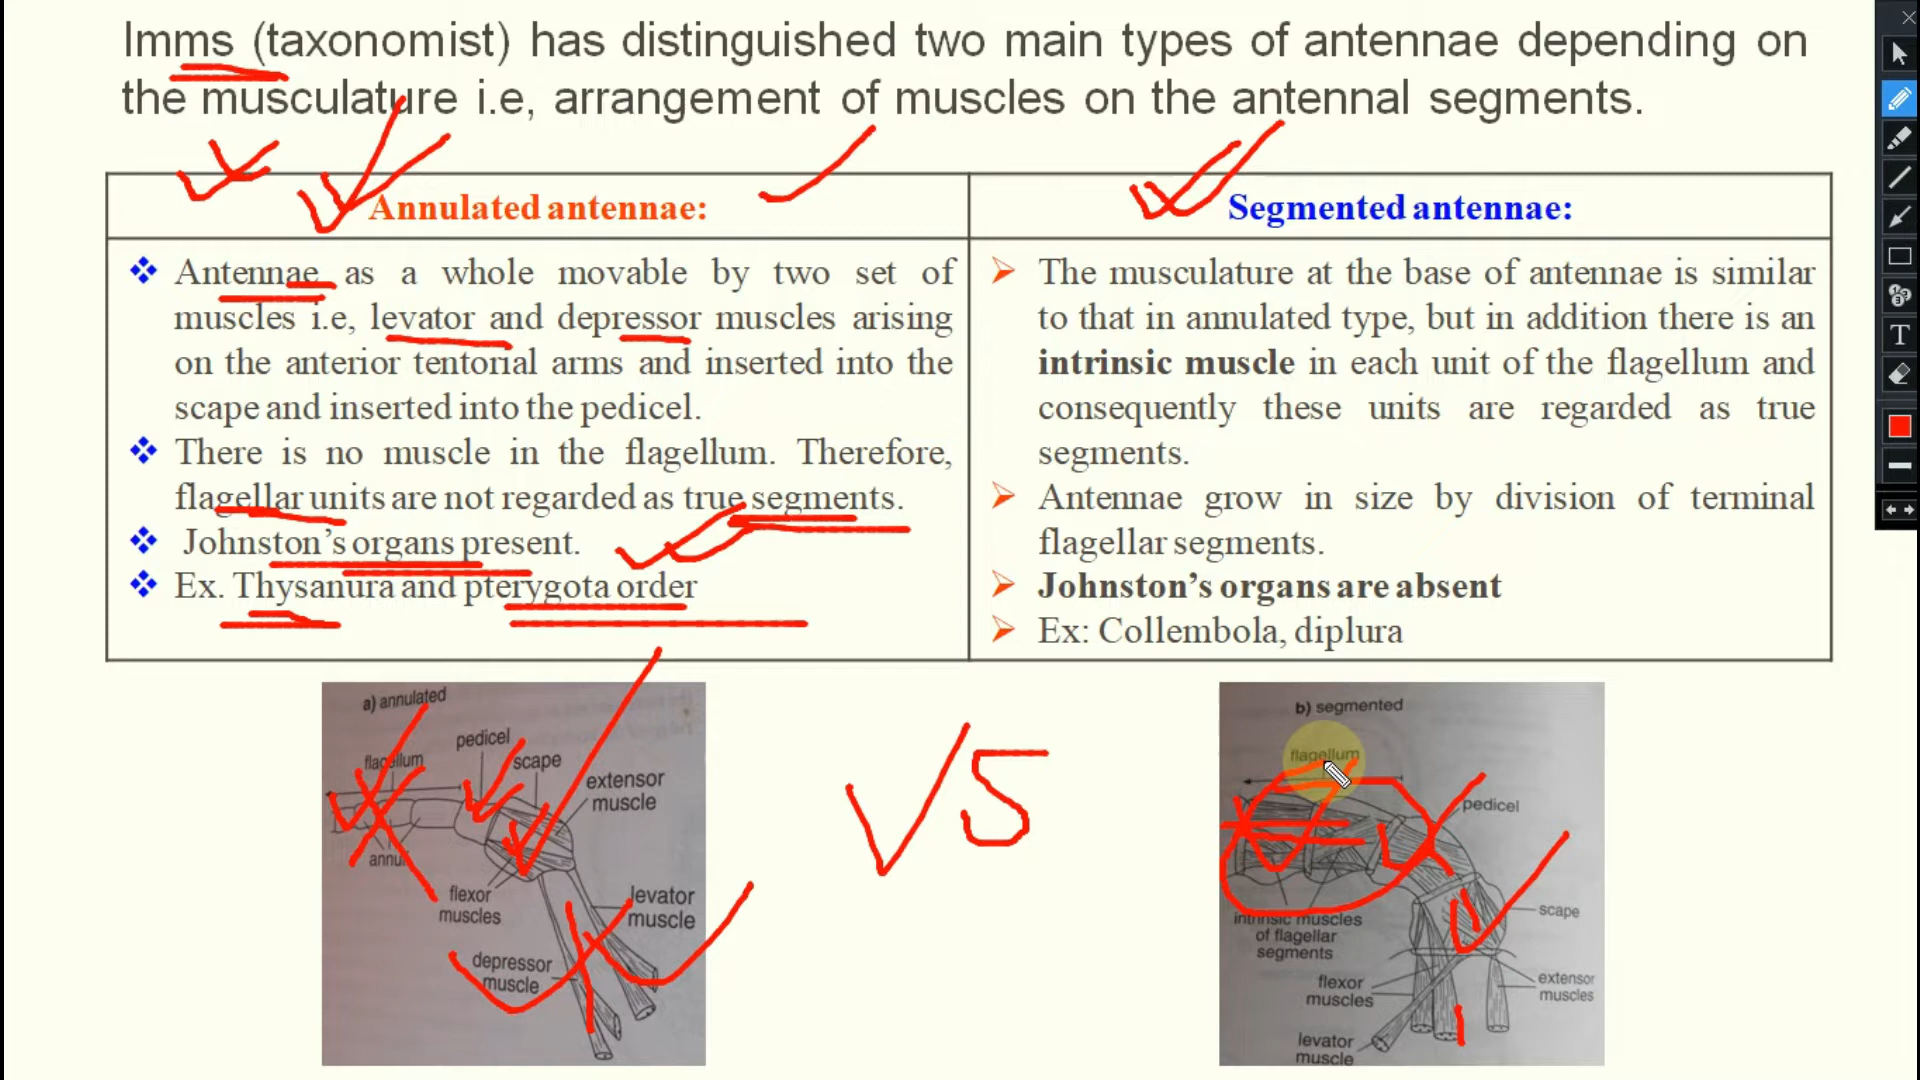 Imms (taxonomist) has distinguished two main types of antennae depending on
the musculature i.e, arrangement of muscles on the antennal segments.
Annulated antennae:
Antennae as a whole movable by two set of
muscles i.e, levator and depressor muscles arising
on the anterior tentorial arms and inserted into the
scape and inserted into the pedicel.
There is no muscle in the flagellum. Therefore,
flagellar units are not regarded as true segments.
Johnston's organs present.
Ex. Thysanura and pterygota order
Segmented antennae:
The musculature at the base of antennae is similar
to that in annulated type, but in addition there is an
intrinsic muscle in each unit of the flagellum and
consequently these units are regarded as true
segments.
Antennae grow in size by division of terminal
flagellar segments.
Johnston's organs are absent
Ex: Collembola, diplura
a) annulated
flagellum
pedicel
scape
extensor
muscle
annuli
flexor
muscles
levator
muscle
depressor
muscle
VS
b) segmented
flagellum
pedicel
scape
intrinsic muscles
of flagellar
segments
flexor
muscles
extensor
muscles
levator
muscle
T